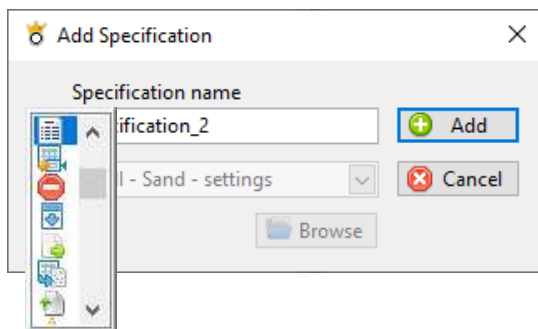 Add Specification
Specification name
ification_2
Add
l - Sand - settings
Cancel
Browse